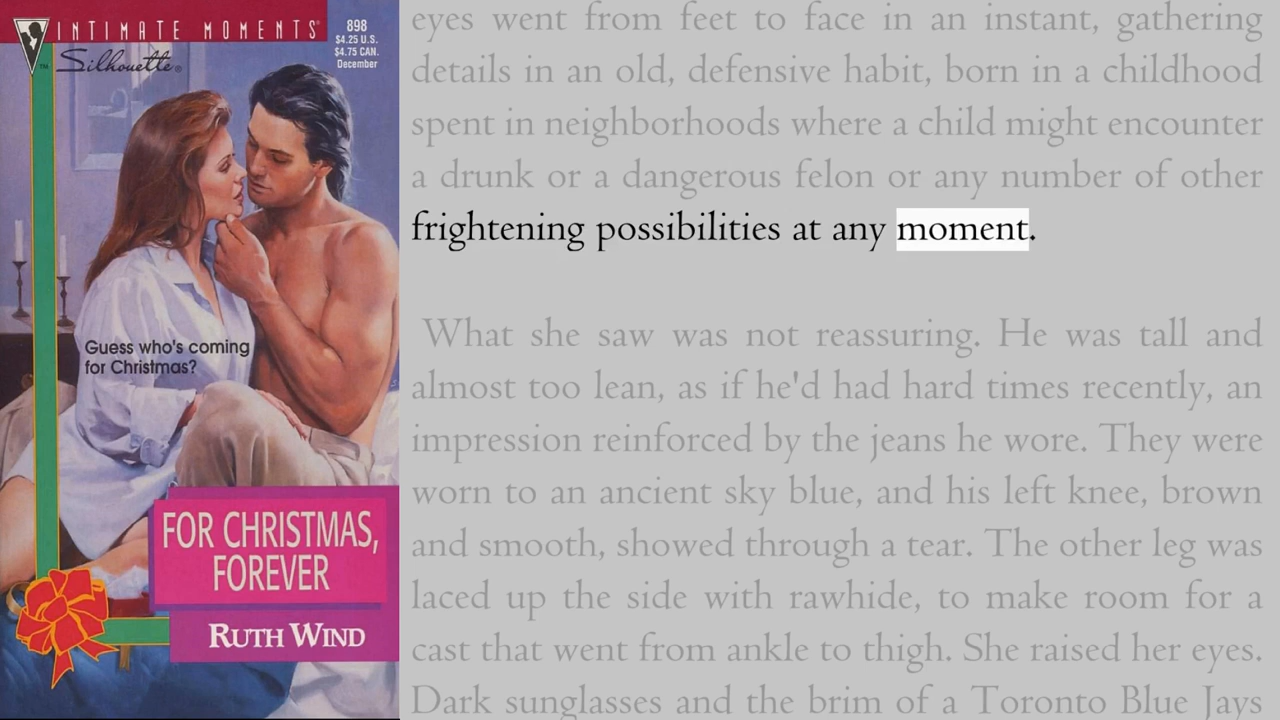 INTIMATE MOMENTS®
898
$4.25 U.S.
$4.75 CAN.
December
™
Silhouette®
Guess who's coming
for Christmas?
FOR CHRISTMAS,
FOREVER
RUTH WIND
eyes went from feet to face in an instant, gathering
details in an old, defensive habit, born in a childhood
spent in neighborhoods where a child might encounter
a drunk or a dangerous felon or any number of other
frightening possibilities at any moment.
What she saw was not reassuring. He was tall and
almost too lean, as if he'd had hard times recently, an
impression reinforced by the jeans he wore. They were
worn to an ancient sky blue, and his left knee, brown
and smooth, showed through a tear. The other leg was
laced up the side with rawhide, to make room for a
cast that went from ankle to thigh. She raised her eyes.
Dark sunglasses and the brim of a Toronto Blue Jays